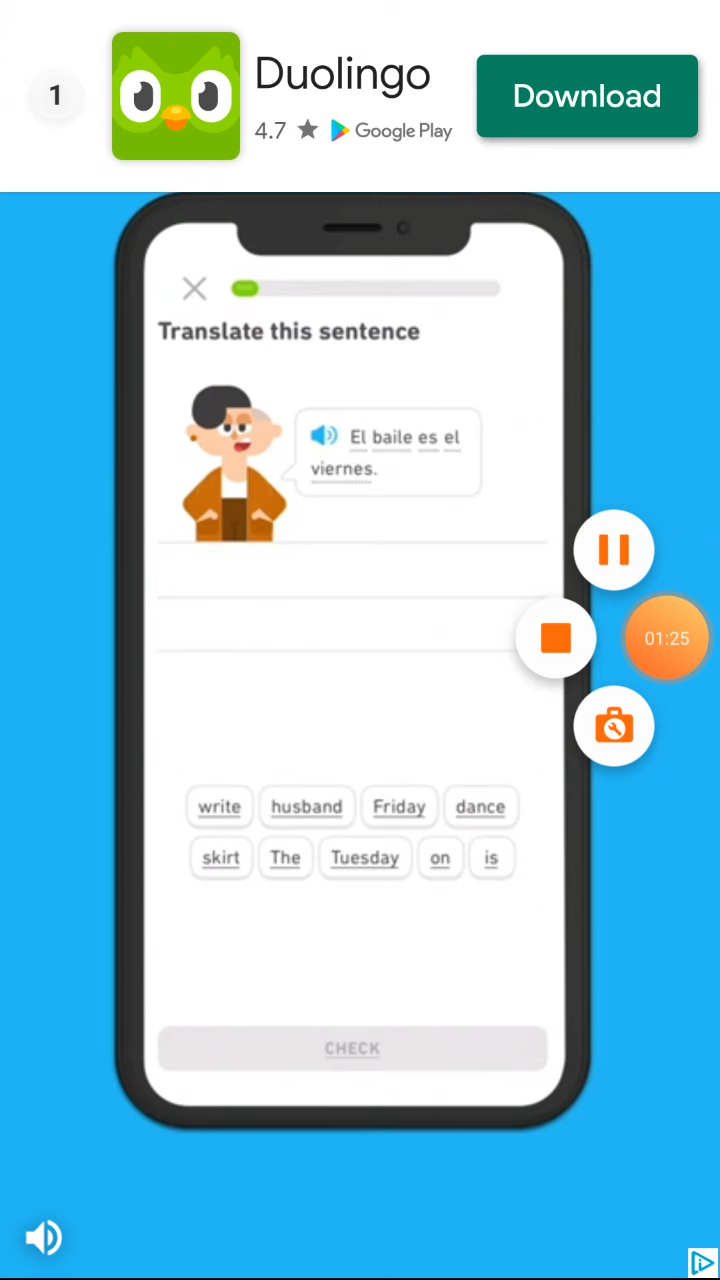 1
Duolingo
Download
4.7 ★ Google Play
Translate this sentence
El baile es el
viernes.
01:25
write husband Friday dance
skirt The Tuesday on is
CHECK